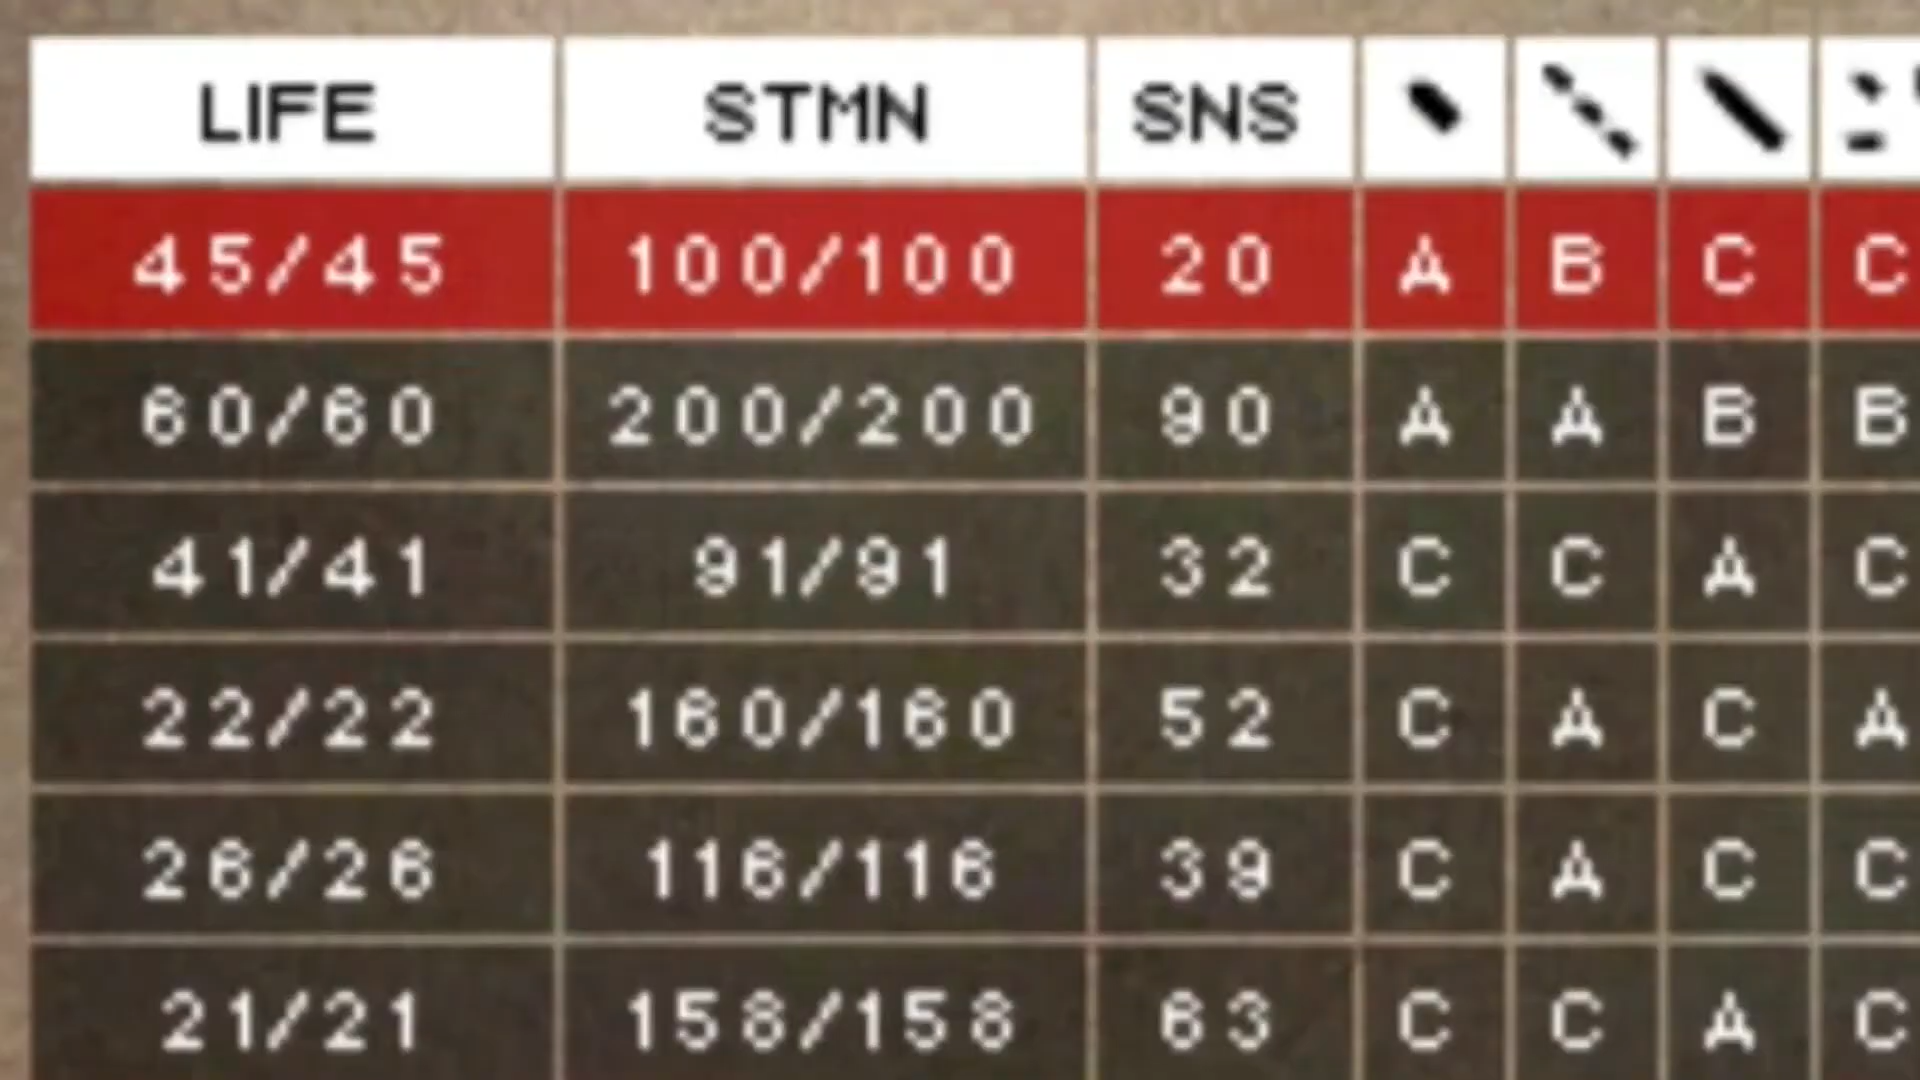 LIFE STMN SNS
45/45 100/100 20 A B C C
60/60 200/200 90 A A B B
41/41 91/91 32 C C A C
22/22 160/160 52 C A C A
26/26 116/116 39 C A C C
21/21 158/158 63 C C A C